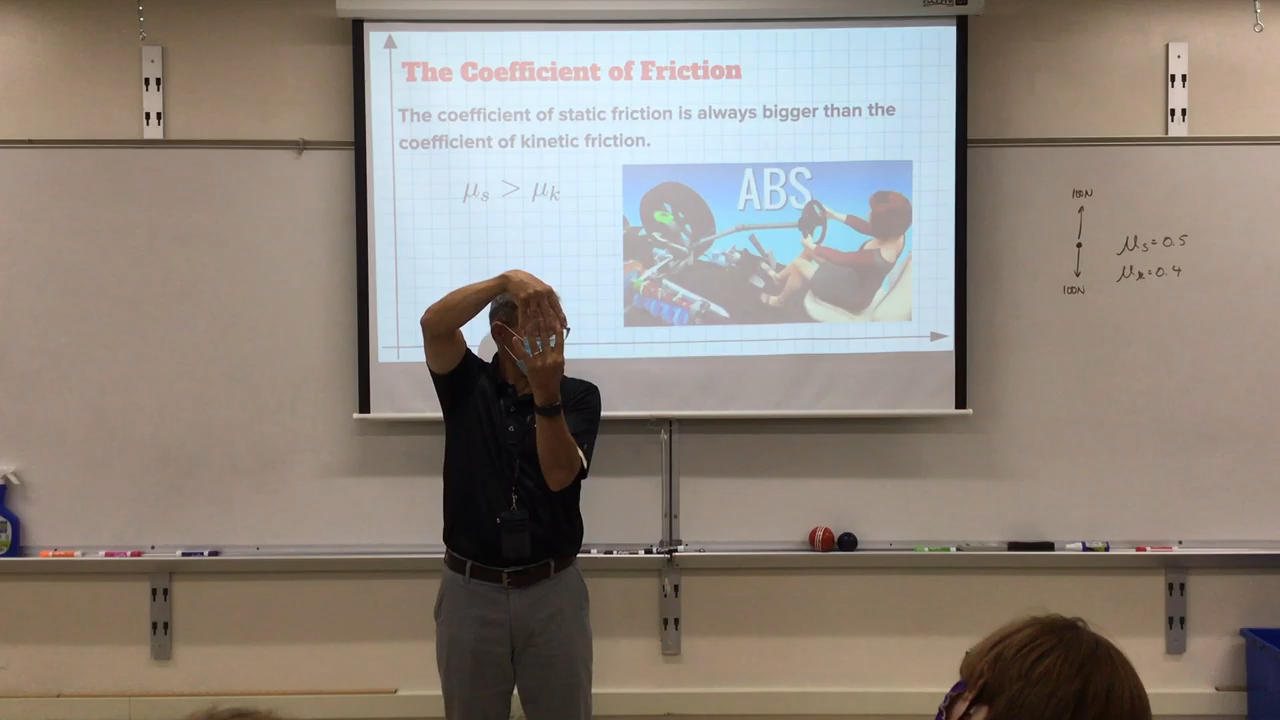 The Coefficient of Friction
The coefficient of static friction is always bigger than the
coefficient of kinetic friction.
μₛ > μₖ
ABS
100N
μₛ = 0.5
μₖ = 0.4
100N